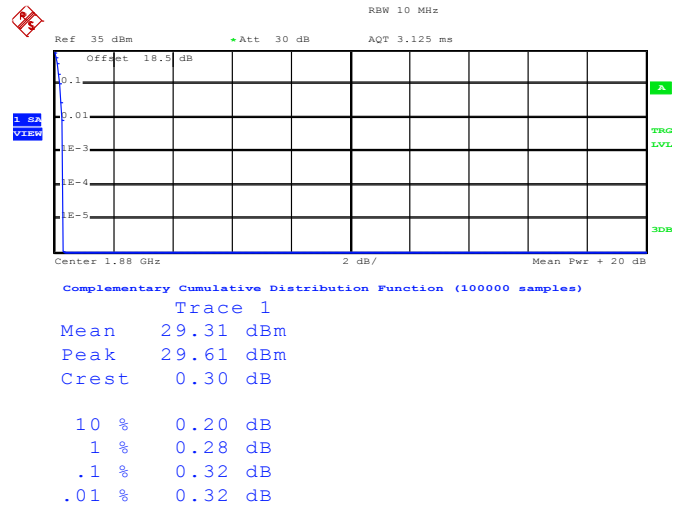 RBW 10 MHz
Ref 35 dBm * Att 30 dB AQT 3.125 ms
Offset 18.5 dB
0.1
A
0.01
1 SA
VIEW
TRG
LVL
1E-3
1E-4
1E-5
3DB
Center 1.88 GHz 2 dB/ Mean Pwr + 20 dB
Complementary Cumulative Distribution Function (100000 samples)
Trace 1
Mean 29.31 dBm
Peak 29.61 dBm
Crest 0.30 dB
10 % 0.20 dB
1 % 0.28 dB
.1 % 0.32 dB
.01 % 0.32 dB